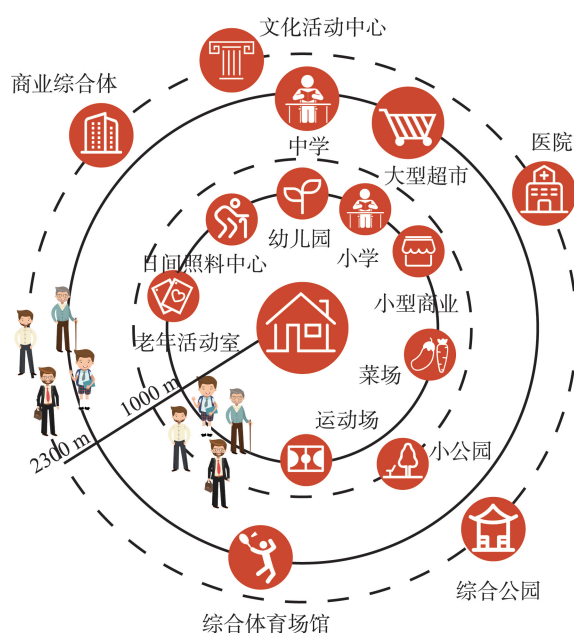 文化活动中心
商业综合体
中学
医院
大型超市
幼儿园
小学
日间照料中心
小型商业
老年活动室
菜场
1000 m
运动场
小公园
2300 m
综合公园
综合体育场馆